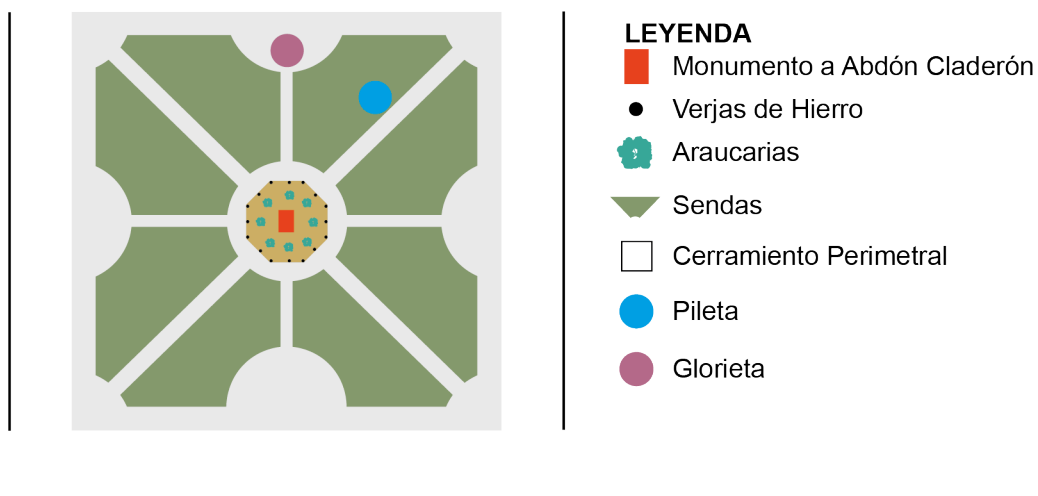 LEYENDA
Monumento a Abdón Claderón
Verjas de Hierro
Araucarias
Sendas
Cerramiento Perimetral
Pileta
Glorieta